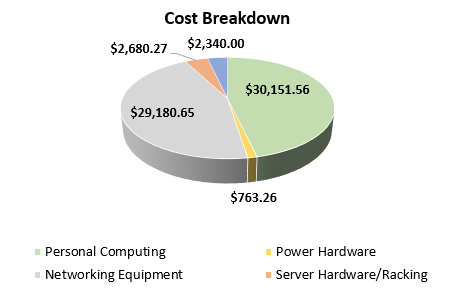 Cost Breakdown
$2,680.27
$2,340.00
$30,151.56
$29,180.65
$763.26
Personal Computing
Power Hardware
Networking Equipment
Server Hardware/Racking